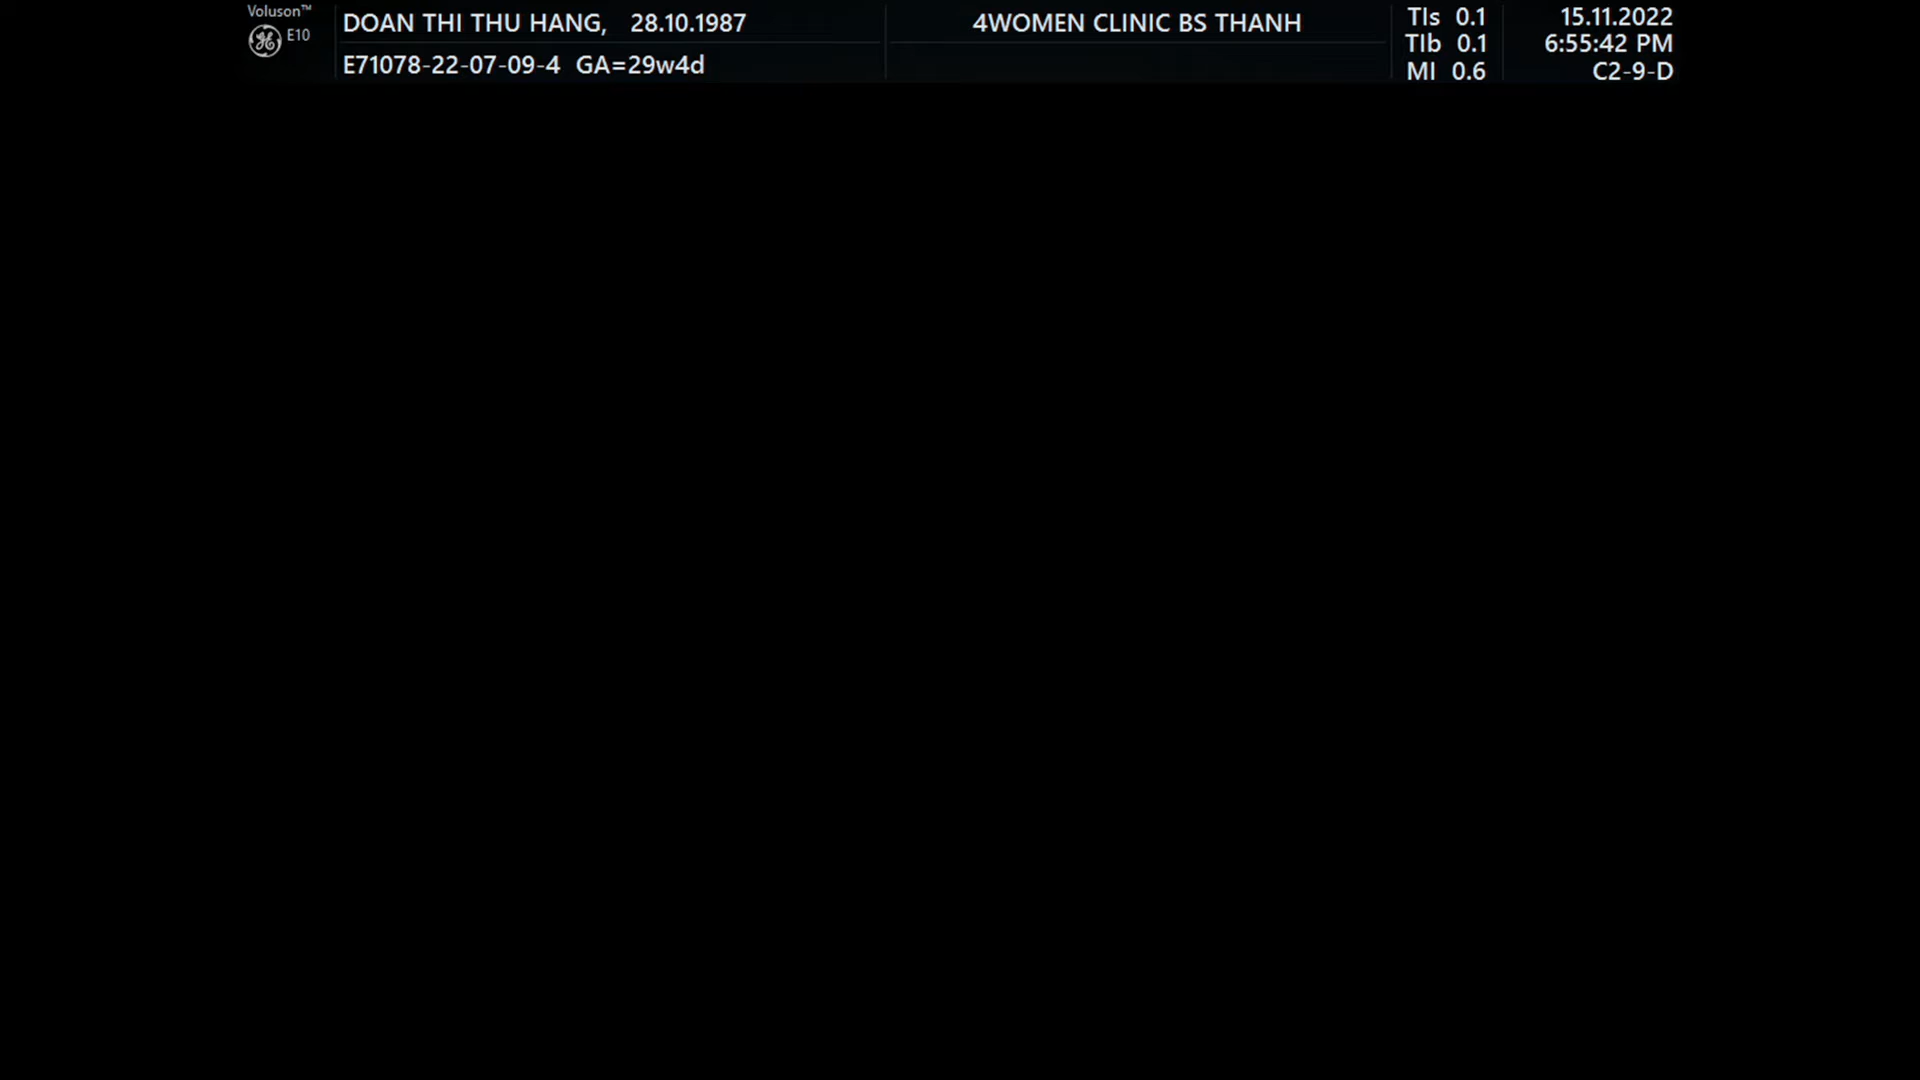 Voluson™
E10
DOAN THI THU HANG, 28.10.1987
E71078-22-07-09-4 GA=29w4d
4WOMEN CLINIC BS THANH
TIs 0.1
TIb 0.1
MI 0.6
15.11.2022
6:55:42 PM
C2-9-D